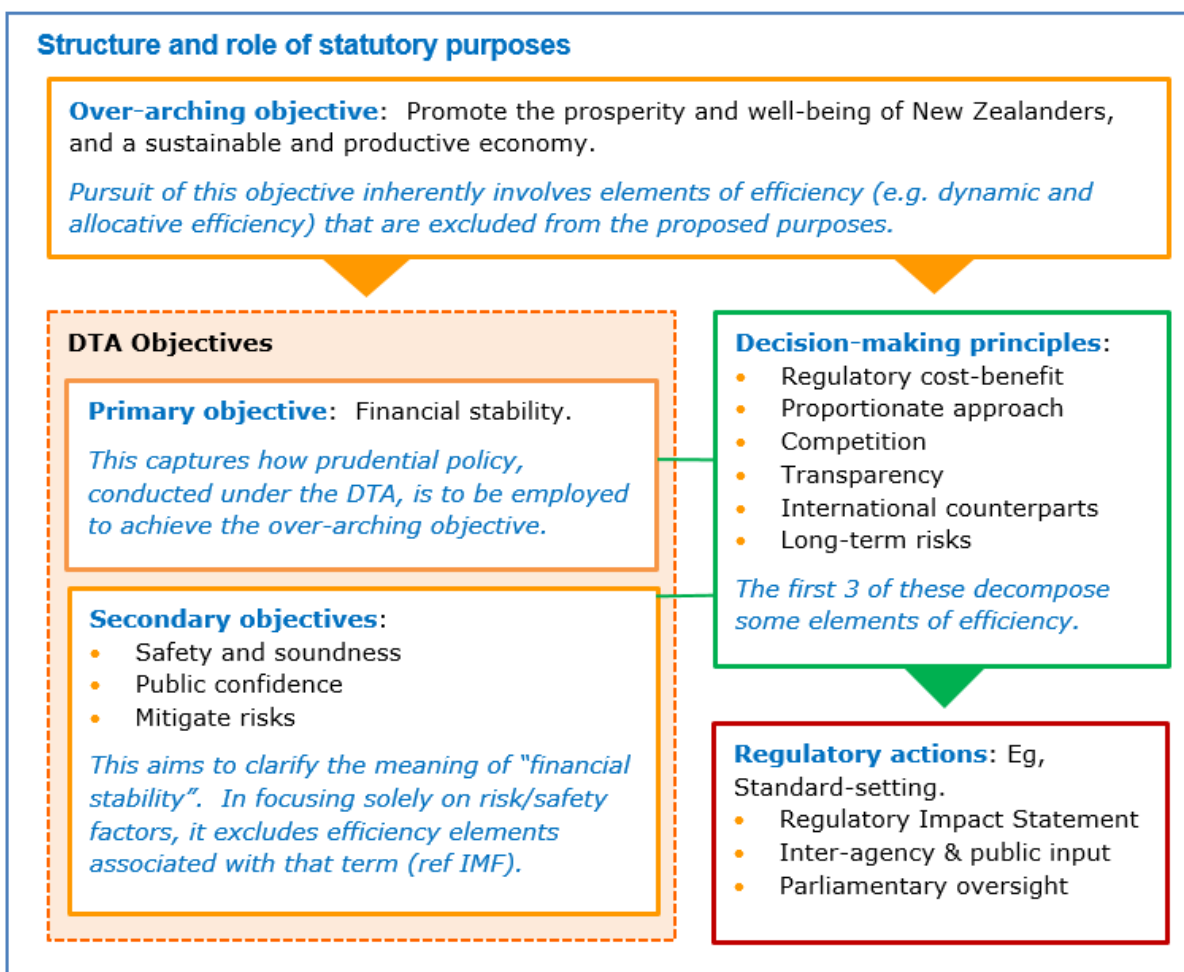 Structure and role of statutory purposes
Over-arching objective: Promote the prosperity and well-being of New Zealanders,
and a sustainable and productive economy.
Pursuit of this objective inherently involves elements of efficiency (e.g. dynamic and
allocative efficiency) that are excluded from the proposed purposes.
DTA Objectives
Primary objective: Financial stability.
This captures how prudential policy,
conducted under the DTA, is to be employed
to achieve the over-arching objective.
Secondary objectives:
• Safety and soundness
• Public confidence
• Mitigate risks
This aims to clarify the meaning of “financial
stability”. In focusing solely on risk/safety
factors, it excludes efficiency elements
associated with that term (ref IMF).
Decision-making principles:
• Regulatory cost-benefit
• Proportionate approach
• Competition
• Transparency
• International counterparts
• Long-term risks
The first 3 of these decompose
some elements of efficiency.
Regulatory actions: Eg,
Standard-setting.
• Regulatory Impact Statement
• Inter-agency & public input
• Parliamentary oversight